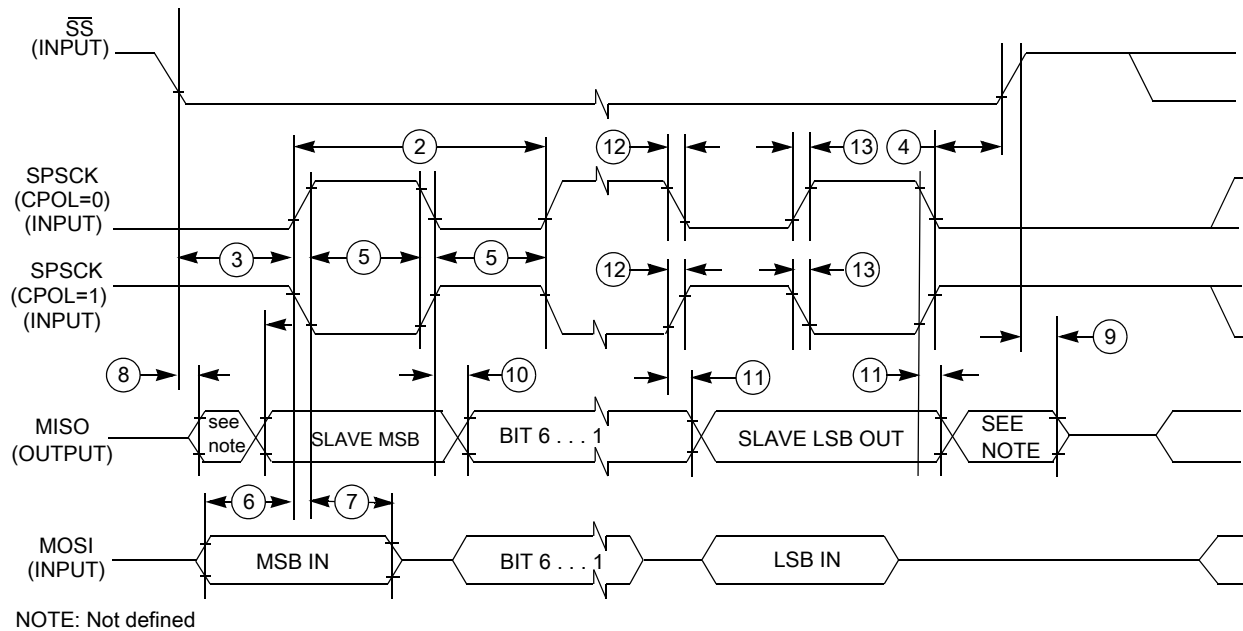 SS
(INPUT)
2
12
13
4
SPSCK
(CPOL=0)
(INPUT)
3
5
5
SPSCK
(CPOL=1)
(INPUT)
12
13
9
8
10
11
11
MISO
(OUTPUT)
see
note
SLAVE MSB
BIT 6 . . . 1
SLAVE LSB OUT
SEE
NOTE
6
7
MOSI
(INPUT)
MSB IN
BIT 6 . . . 1
LSB IN
NOTE: Not defined